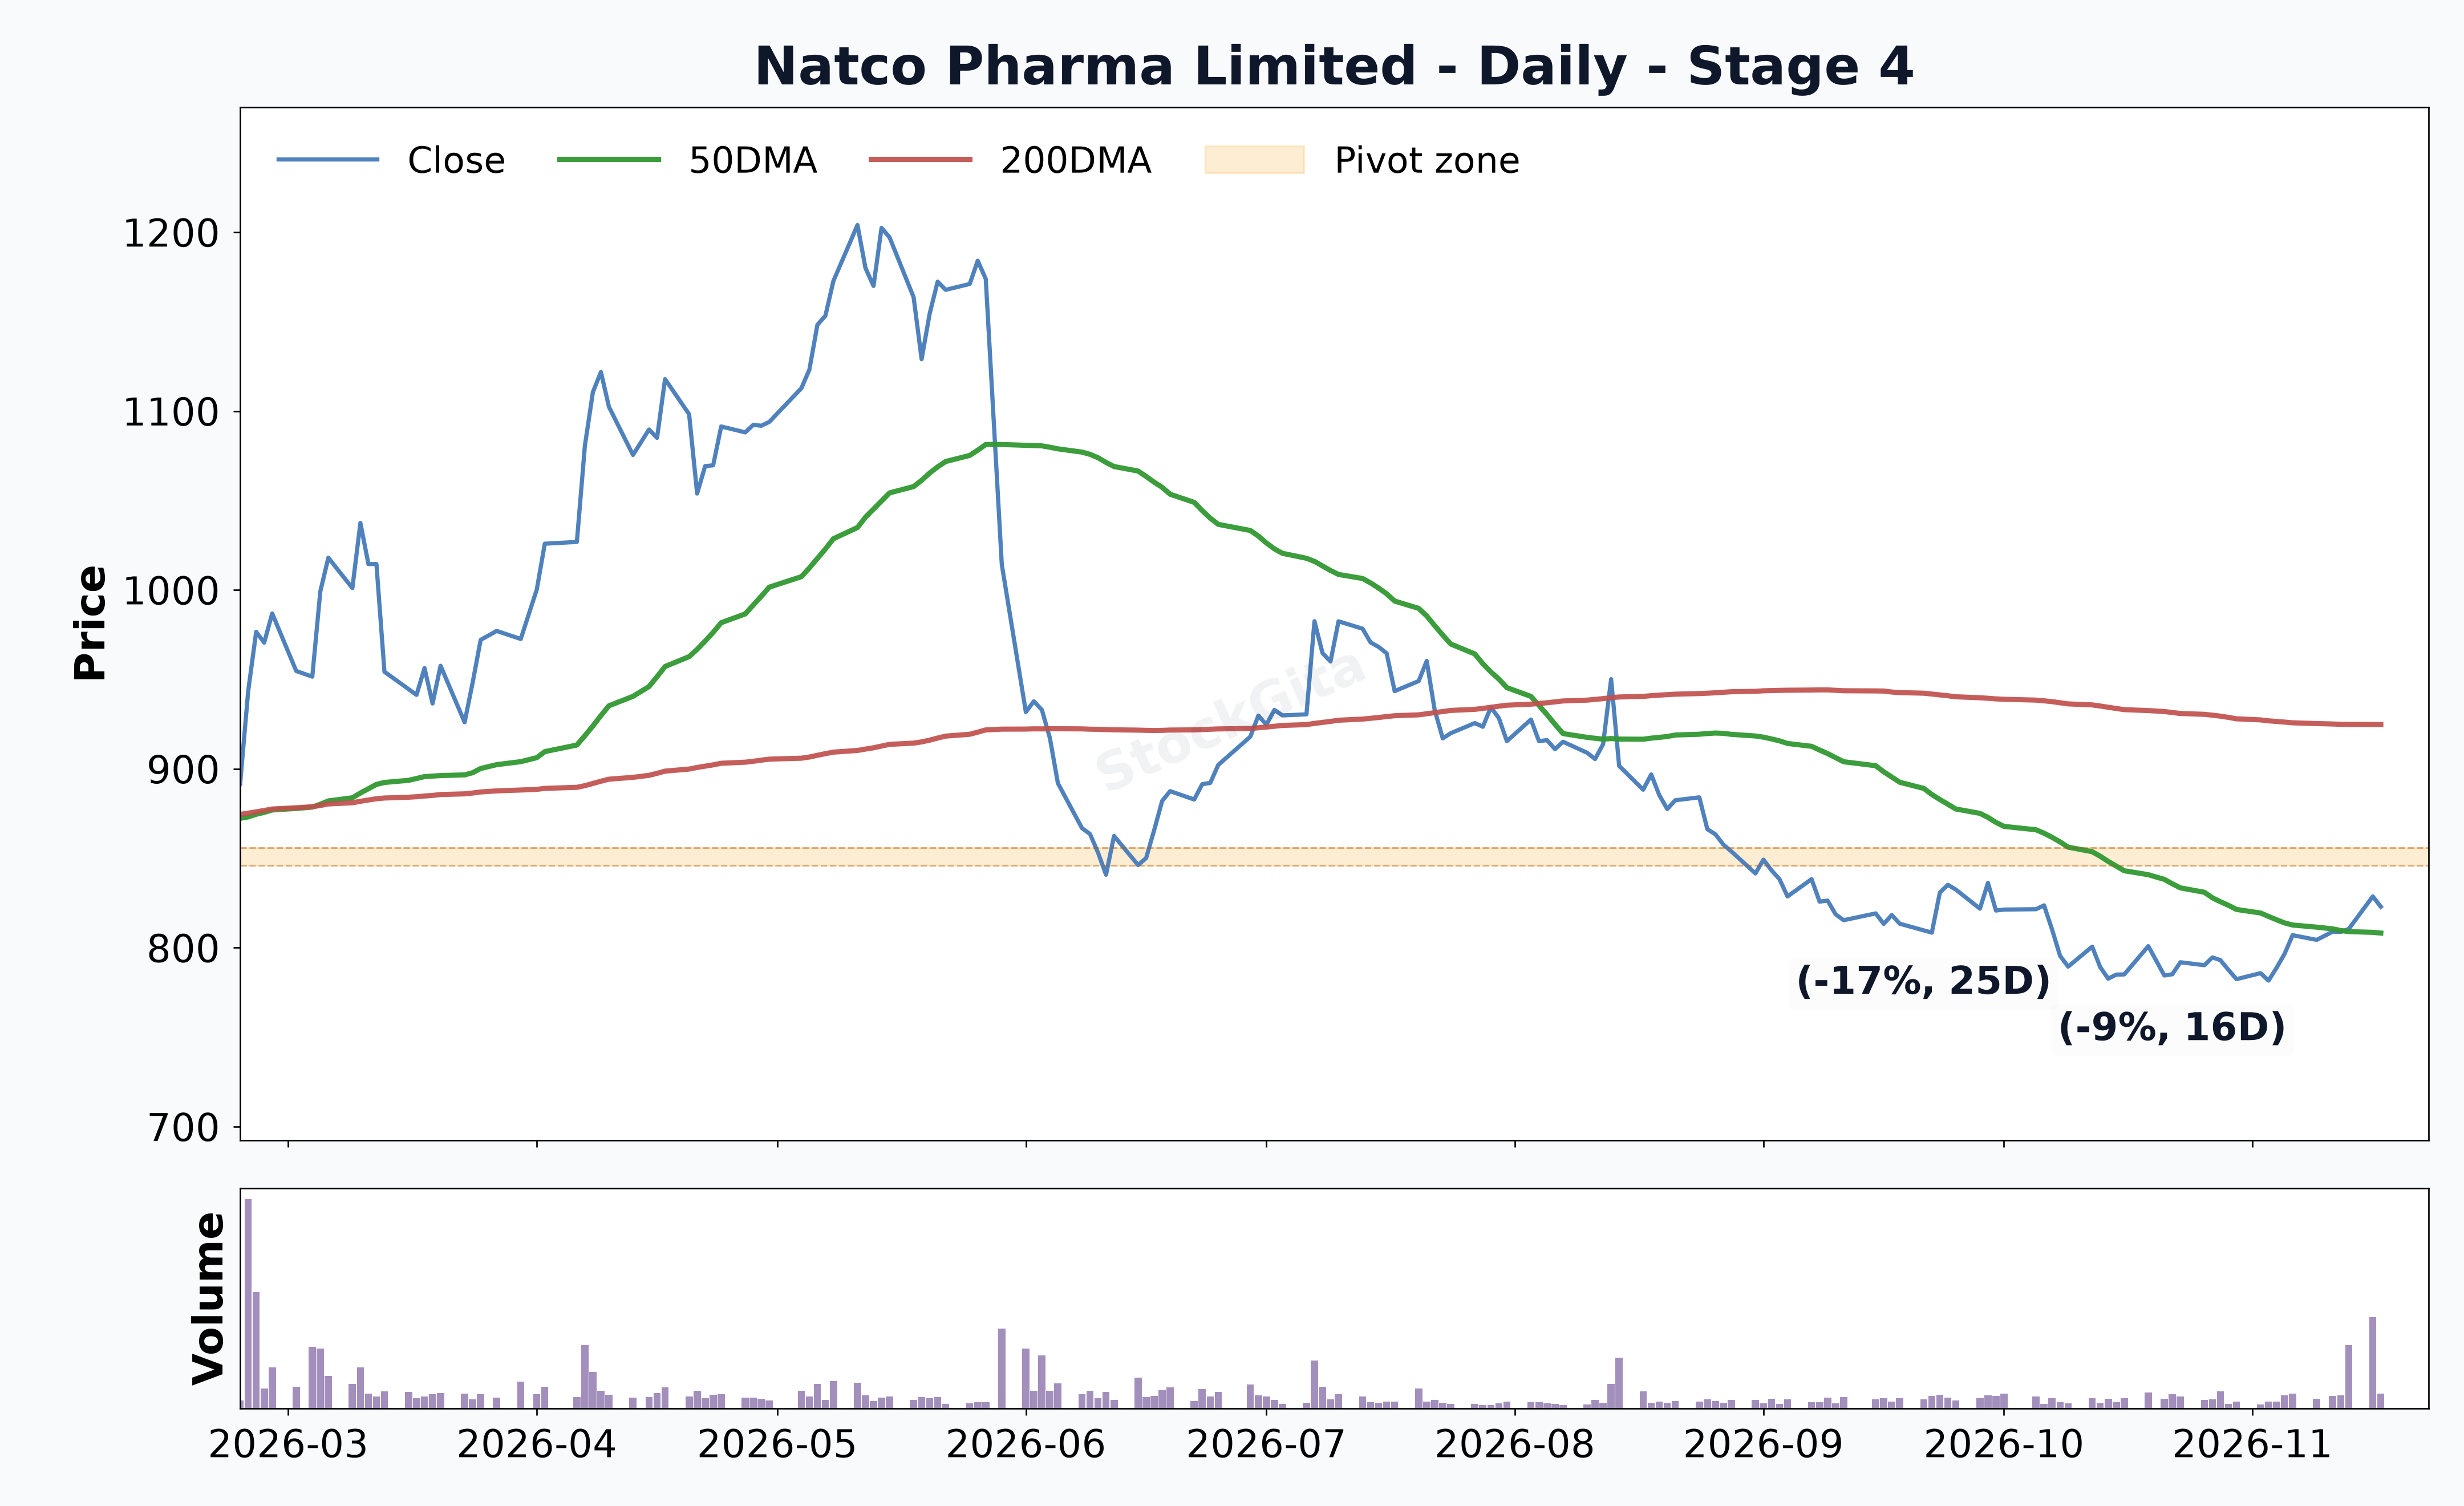 Natco Pharma Limited - Daily - Stage 4
Close 50DMA 200DMA Pivot zone
1200
1100
1000
900
800
700
Price
StockGita
(-17%, 25D)
(-9%, 16D)
Volume
2026-03 2026-04 2026-05 2026-06 2026-07 2026-08 2026-09 2026-10 2026-11